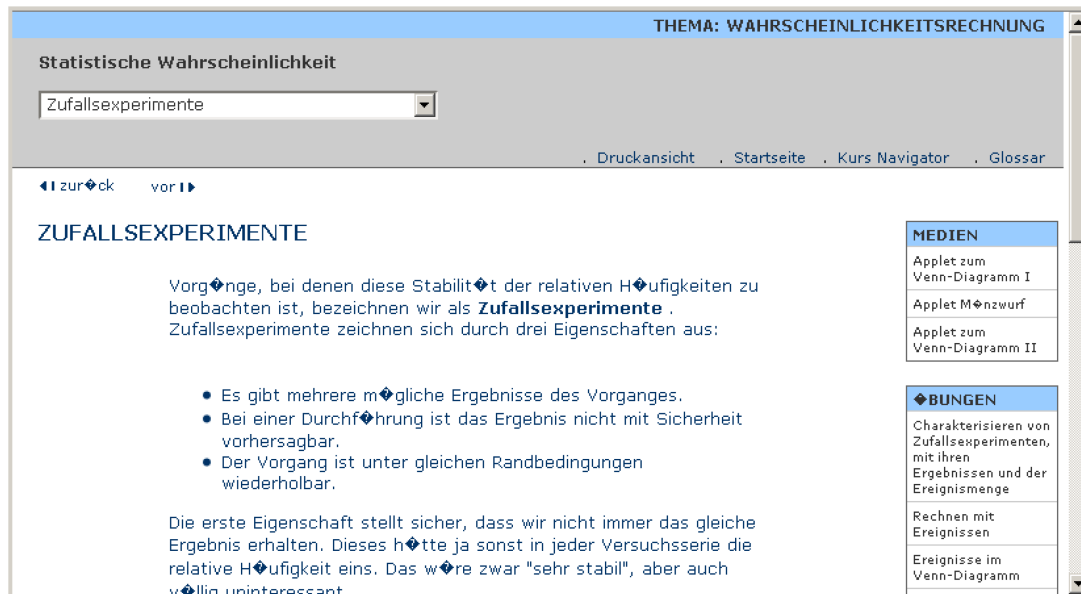 THEMA: WAHRSCHEINLICHKEITSRECHNUNG
Statistische Wahrscheinlichkeit
Zufallsexperimente
. Druckansicht . Startseite . Kurs Navigator . Glossar
zur�ck vor
ZUFALLSEXPERIMENTE
Vorg�nge, bei denen diese Stabilit�t der relativen H�ufigkeiten zu
beobachten ist, bezeichnen wir als Zufallsexperimente .
Zufallsexperimente zeichnen sich durch drei Eigenschaften aus:
• Es gibt mehrere m�gliche Ergebnisse des Vorganges.
• Bei einer Durchf�hrung ist das Ergebnis nicht mit Sicherheit
vorhersagbar.
• Der Vorgang ist unter gleichen Randbedingungen
wiederholbar.
Die erste Eigenschaft stellt sicher, dass wir nicht immer das gleiche
Ergebnis erhalten. Dieses h�tte ja sonst in jeder Versuchsserie die
relative H�ufigkeit eins. Das w�re zwar "sehr stabil", aber auch
v�llig uninteressant.
MEDIEN
Applet zum
Venn-Diagramm I
Applet M�nzwurf
Applet zum
Venn-Diagramm II
�BUNGEN
Charakterisieren von
Zufallsexperimenten,
mit ihren
Ergebnissen und der
Ereignismenge
Rechnen mit
Ereignissen
Ereignisse im
Venn-Diagramm